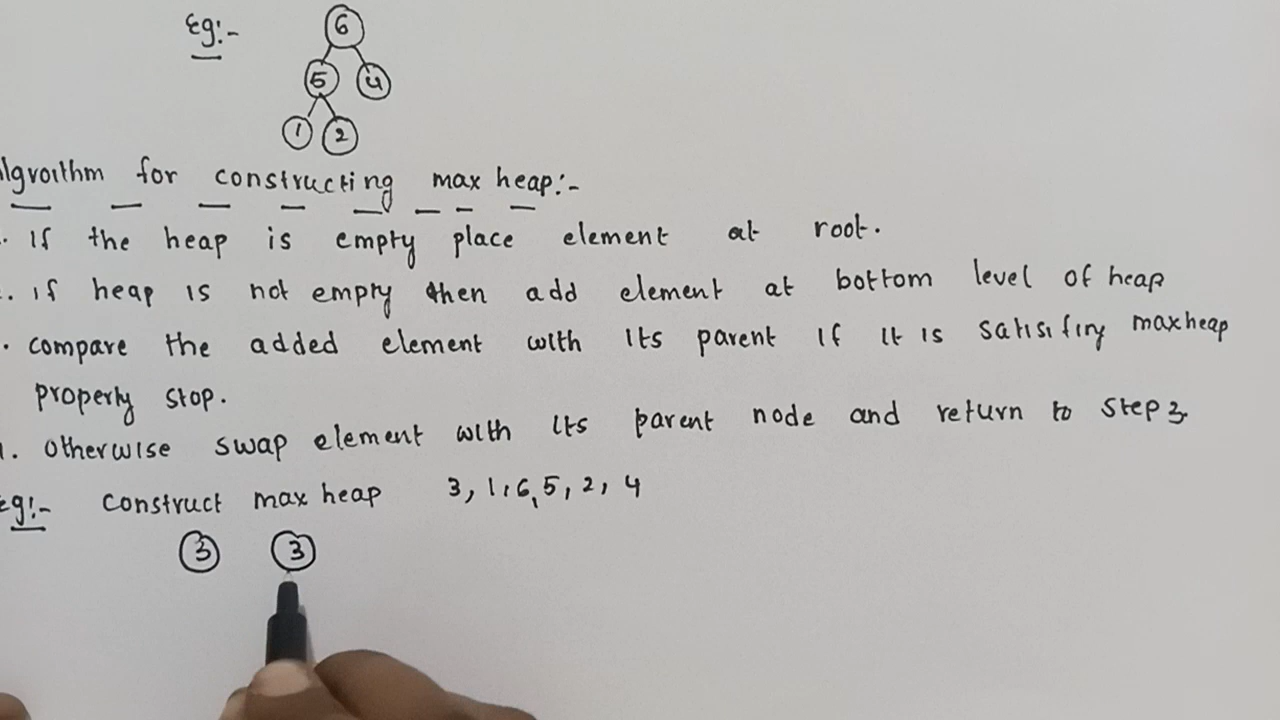 Eg:-
6
5 4
1 2
lgroithm for constructing max heap:-
. If the heap is empty place element at root.
. if heap is not empty then add element at bottom level of heap
. compare the added element with its parent if it is satisifiny maxheap
property stop.
. Otherwise swap element with its parent node and return to step 3.
Eg:- Construct max heap 3, 1, 6, 5, 2, 4
3 3